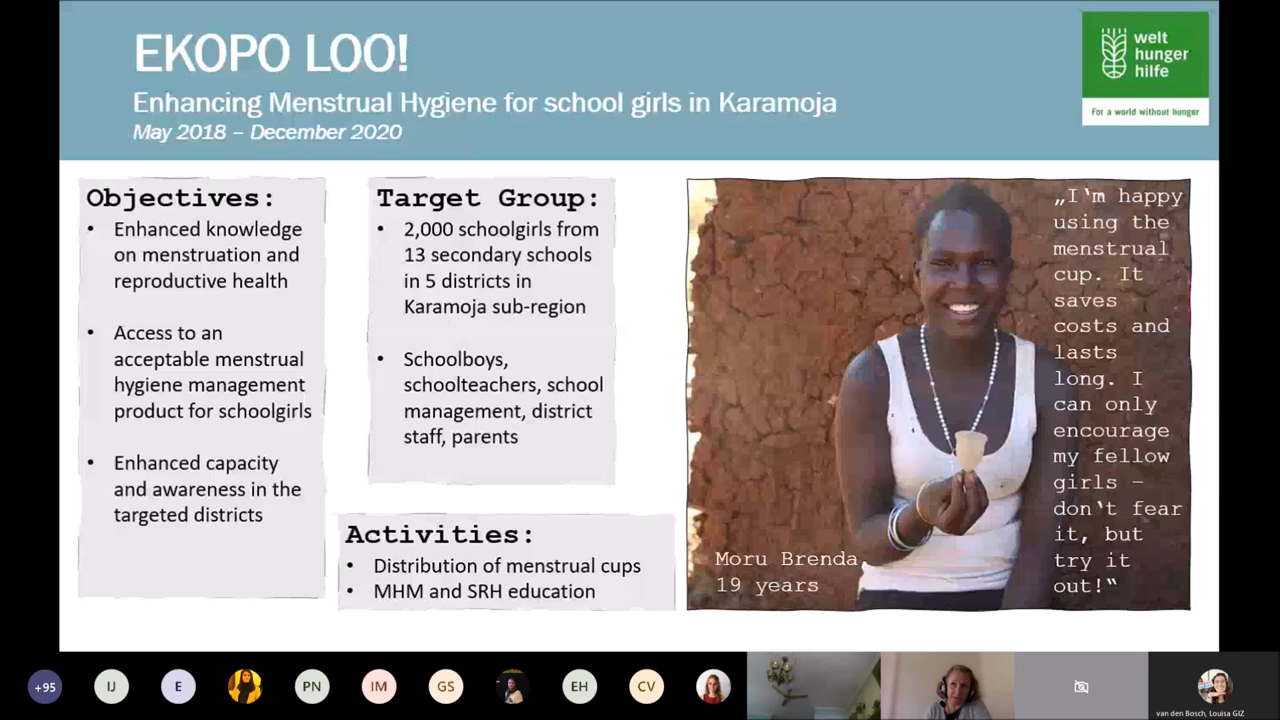 EKOPO LOO!
Enhancing Menstrual Hygiene for school girls in Karamoja
May 2018 – December 2020
welt
hunger
hilfe
For a world without hunger
Objectives:
• Enhanced knowledge
on menstruation and
reproductive health
• Access to an
acceptable menstrual
hygiene management
product for schoolgirls
• Enhanced capacity
and awareness in the
targeted districts
Target Group:
• 2,000 schoolgirls from
13 secondary schools
in 5 districts in
Karamoja sub-region
• Schoolboys,
schoolteachers, school
management, district
staff, parents
Activities:
• Distribution of menstrual cups
• MHM and SRH education
„I‘m happy
using the
menstrual
cup. It
saves
costs and
lasts
long. I
can only
encourage
my fellow
girls –
don‘t fear
it, but
try it
out!“
Moru Brenda
19 years
+95
IJ
E
PN
IM
GS
EH
CV
van den Bosch, Louisa GIZ